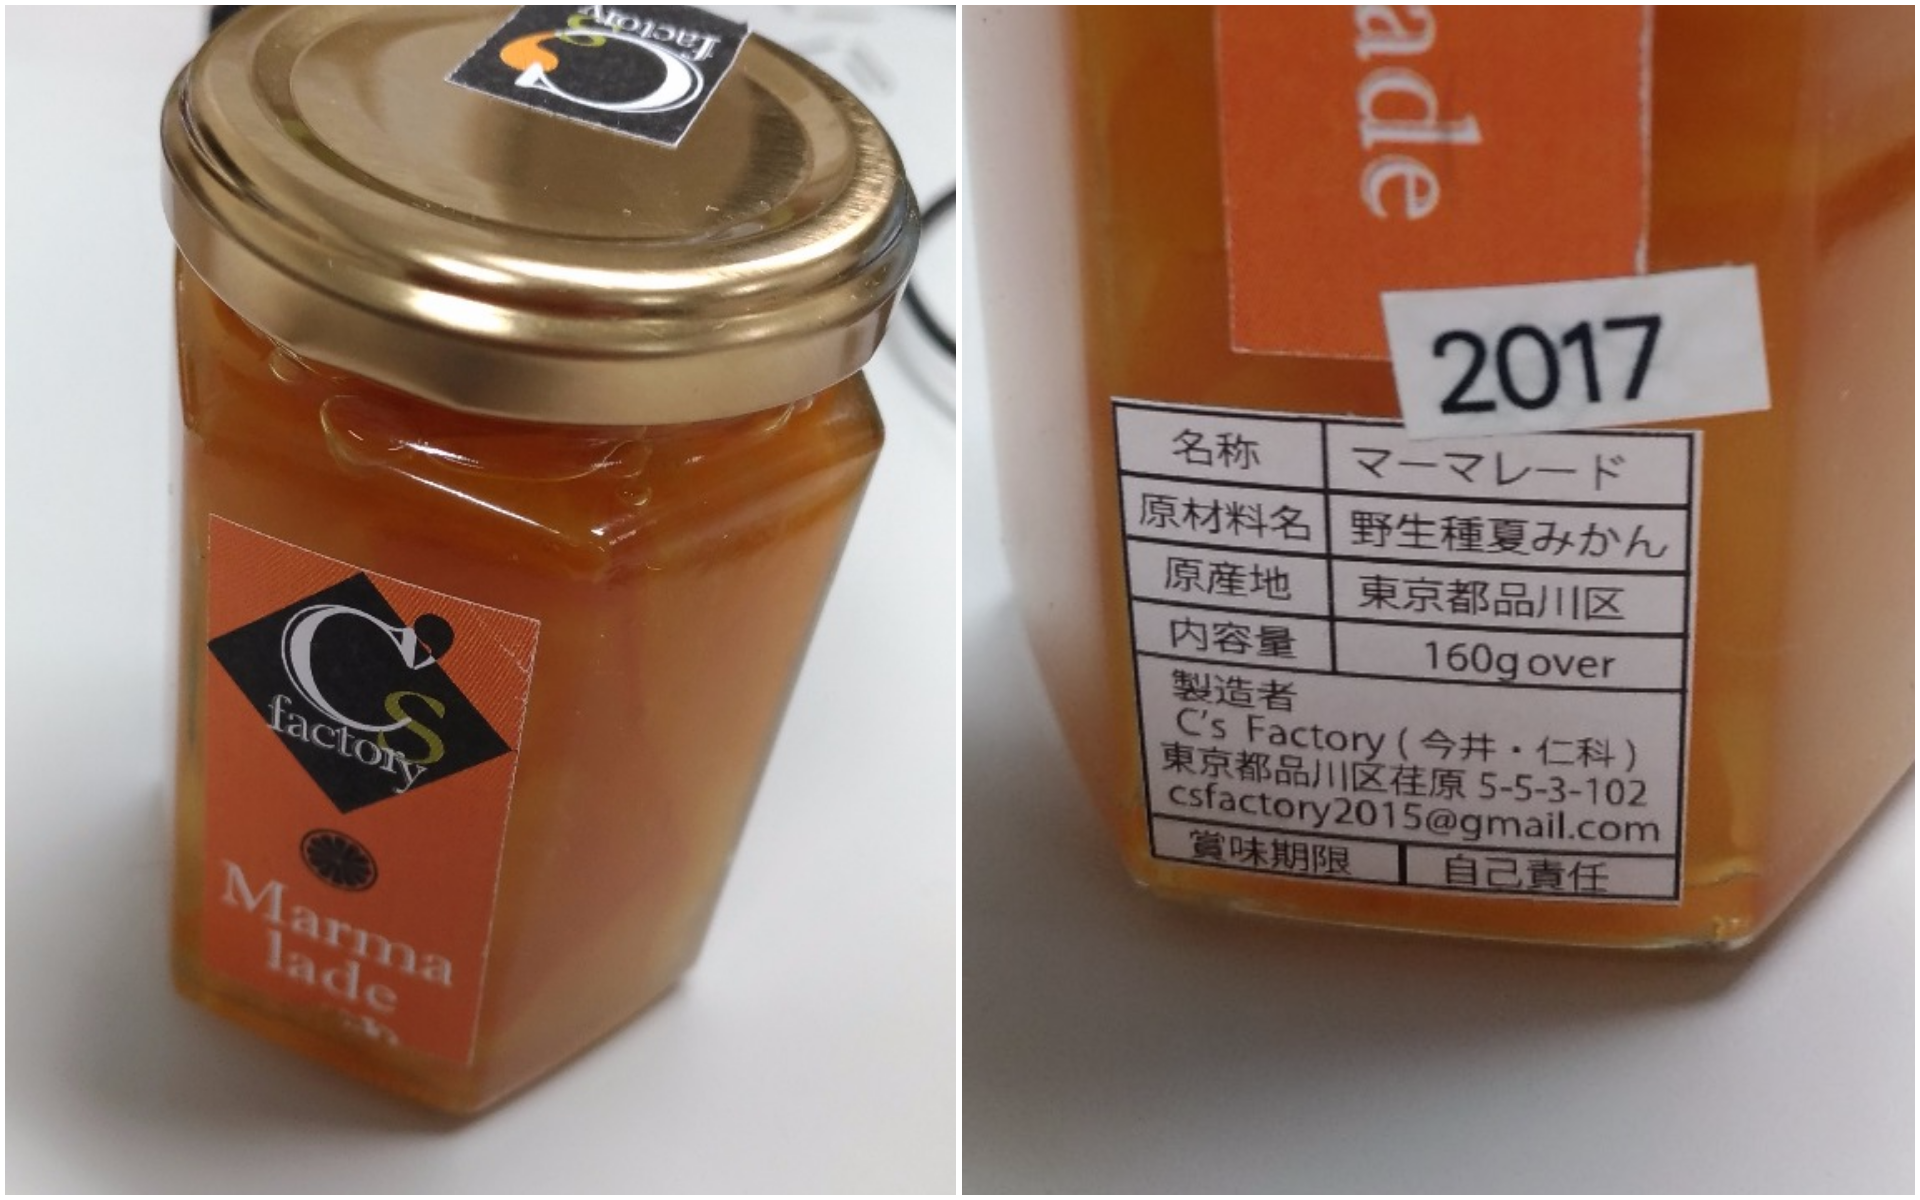 C's
factory
C's
factory
Marma
lade
ade
2017
名称 マーマレード
原材料名 野生種夏みかん
原産地 東京都品川区
内容量 160g over
製造者
C's Factory ( 今井・仁科 )
東京都品川区荏原 5-5-3-102
csfactory2015@gmail.com
賞味期限 自己責任